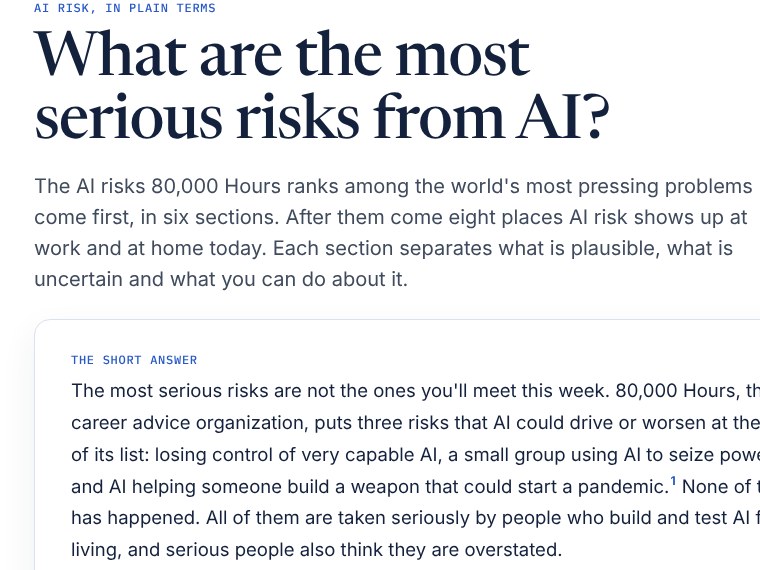 AI RISK, IN PLAIN TERMS
What are the most
serious risks from AI?
The AI risks 80,000 Hours ranks among the world's most pressing problems
come first, in six sections. After them come eight places AI risk shows up at
work and at home today. Each section separates what is plausible, what is
uncertain and what you can do about it.
THE SHORT ANSWER
The most serious risks are not the ones you'll meet this week. 80,000 Hours,
career advice organization, puts three risks that AI could drive or worsen at the
of its list: losing control of very capable AI, a small group using AI to seize
and AI helping someone build a weapon that could start a pandemic.1 None of
has happened. All of them are taken seriously by people who build and test AI
living, and serious people also think they are overstated.